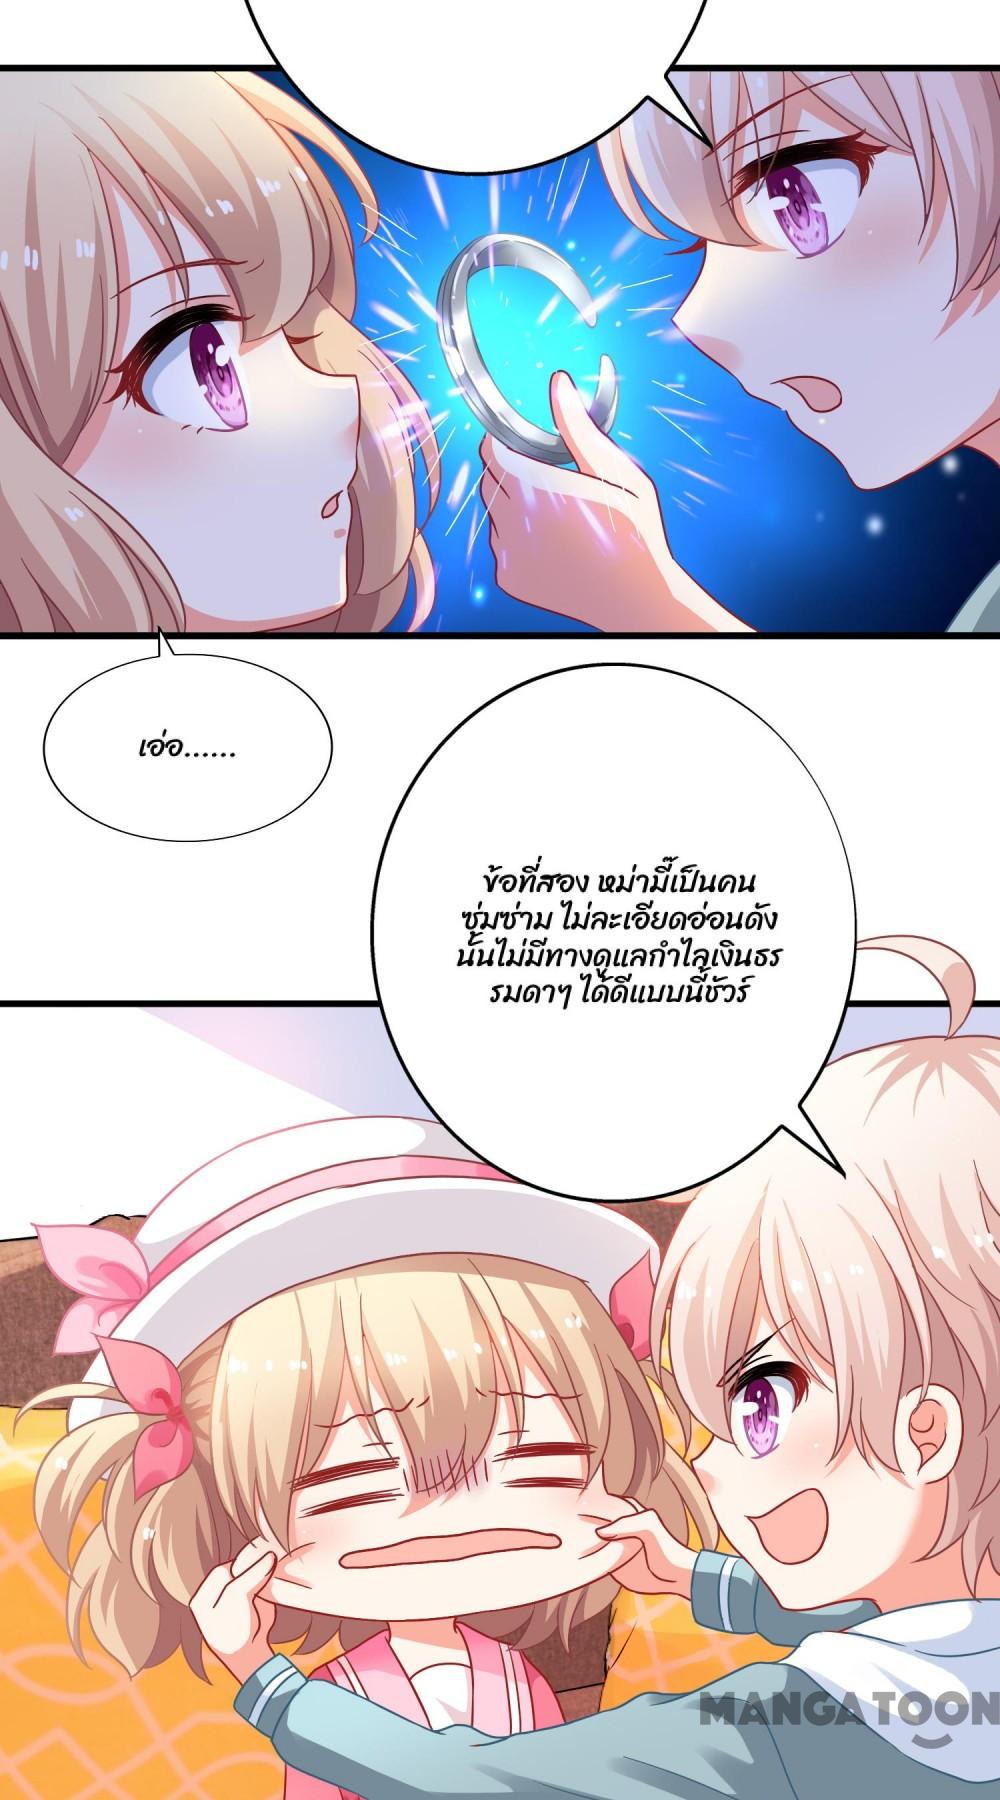 เอ่อ......
ข้อที่สอง หม่ามี๊เป็นคน
ซุ่มซ่าม ไม่ละเอียดอ่อนดัง
นั้นไม่มีทางดูแลกำไลเงินธร
รมดาๆ ได้ดีแบบนี้ชัวร์
MANGATOON